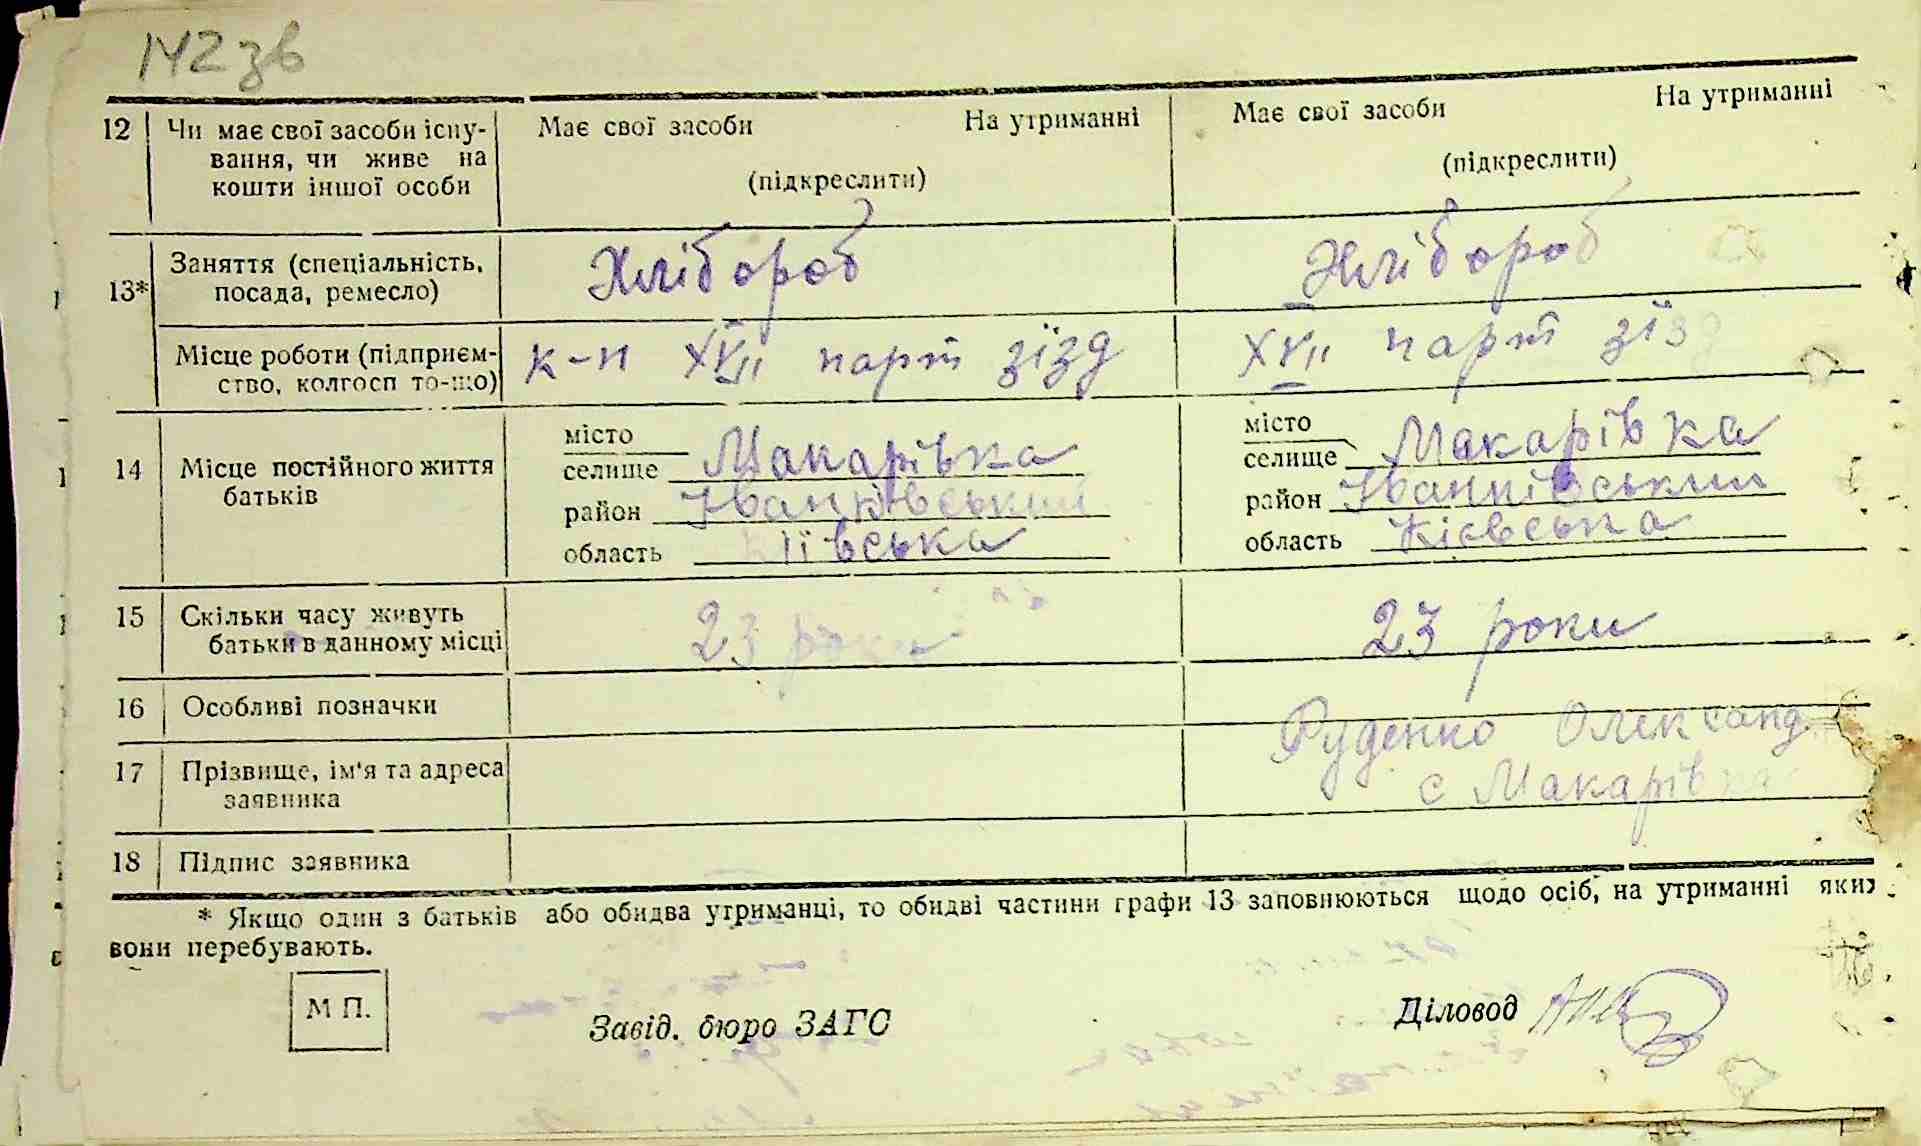 142 зв
12 Чи має свої засоби існу- Має свої засоби На утриманні Має свої засоби На утриманні
вання, чи живе на
кошти іншої особи (підкреслити) (підкреслити)
Заняття (спеціальність, Хлібороб Хлібороб
13* посада, ремесло)
Місце роботи (підприєм- к-п XVII парт зїзд XVII парт зїзд
ство, колгосп то-що)
місто місто
14 Місце постійного життя селище Макарівка селище Макарівка
батьків район Іванківський район Іванківський
область Київська область Кієвська
15 Скільки часу живуть 23 роки 23 роки
батьки в данному місці
16 Особливі позначки
Руденко Олександ
17 Прізвище, ім'я та адреса с Макарівка
заявника
18 Підпис заявника
* Якщо один з батьків або обидва утриманці, то обидві частини графи 13 заповнюються щодо осіб, на утриманні яких
вони перебувають.
М П. Завід. бюро ЗАГС Діловод